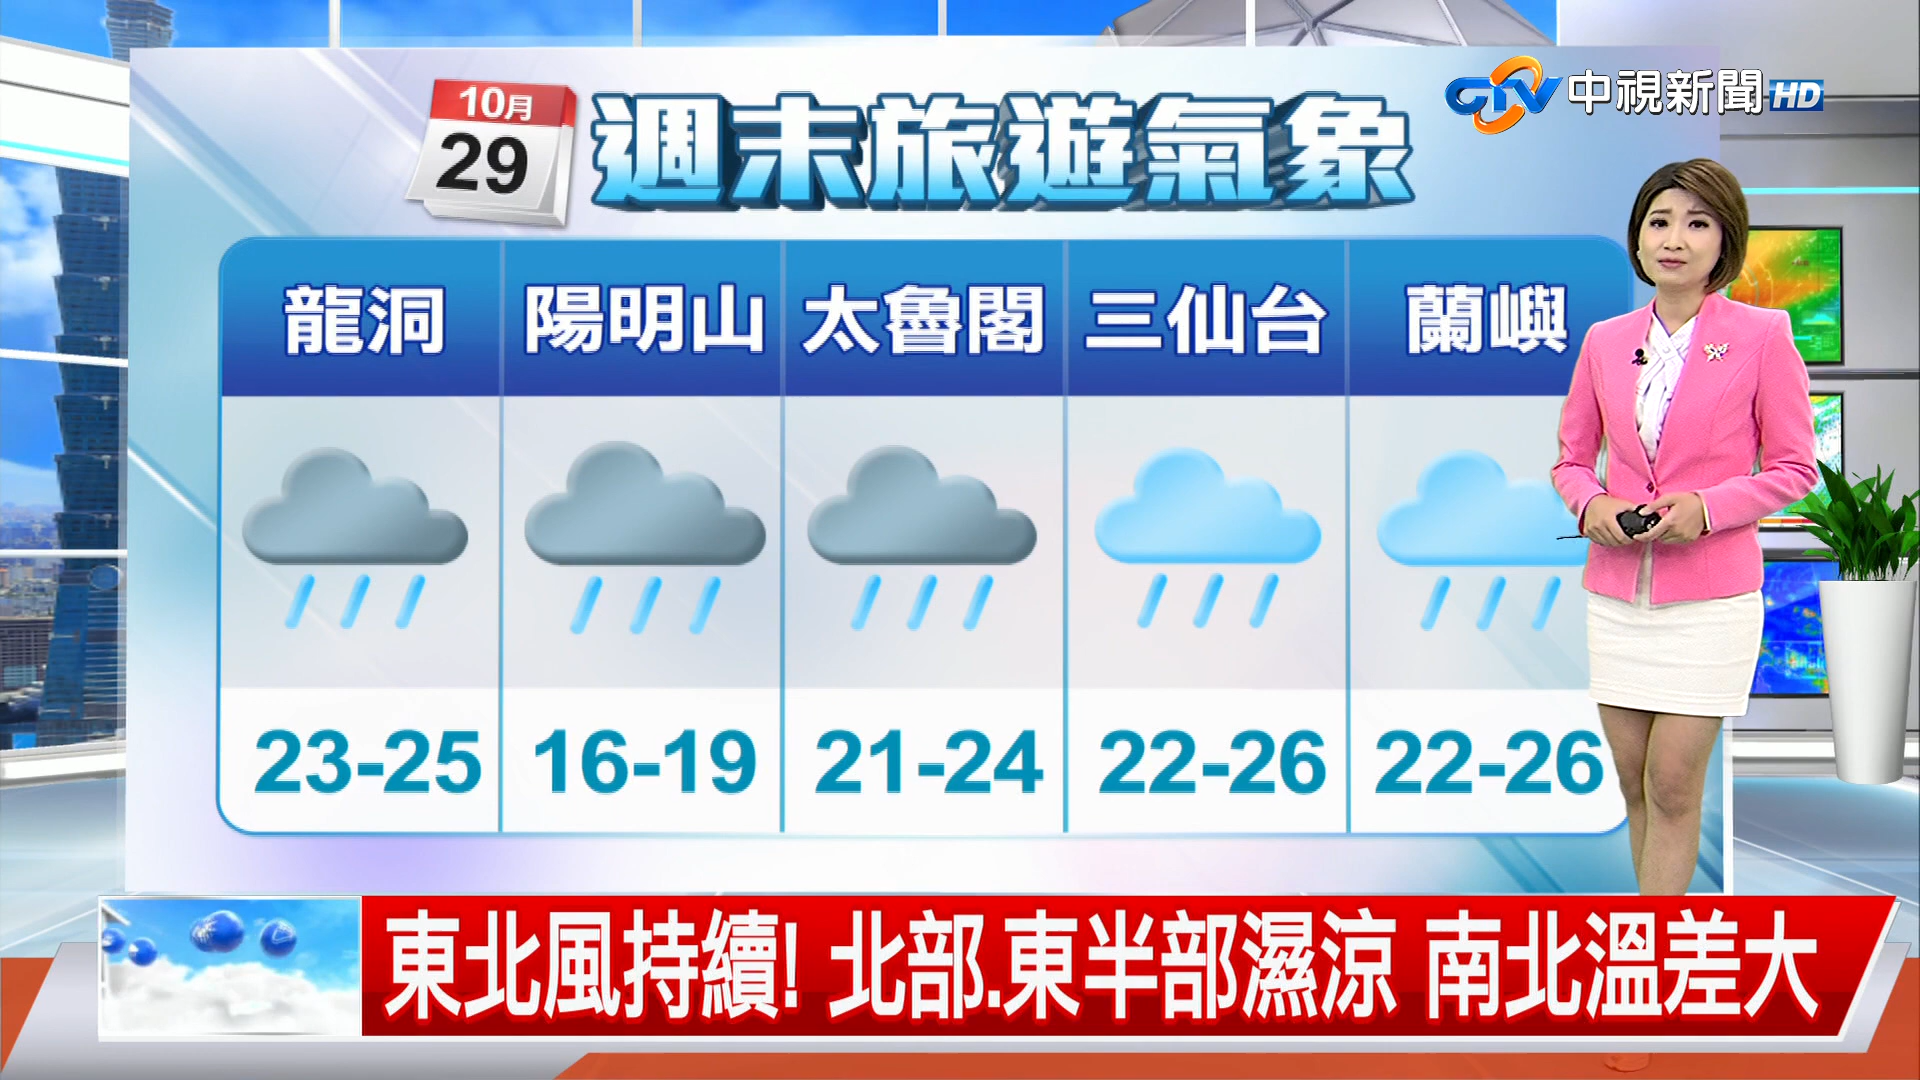 10月
29
週末旅遊氣象
CTV 中視新聞 HD
龍洞 陽明山 太魯閣 三仙台 蘭嶼
23-25 16-19 21-24 22-26 22-26
東北風持續! 北部.東半部濕涼 南北溫差大